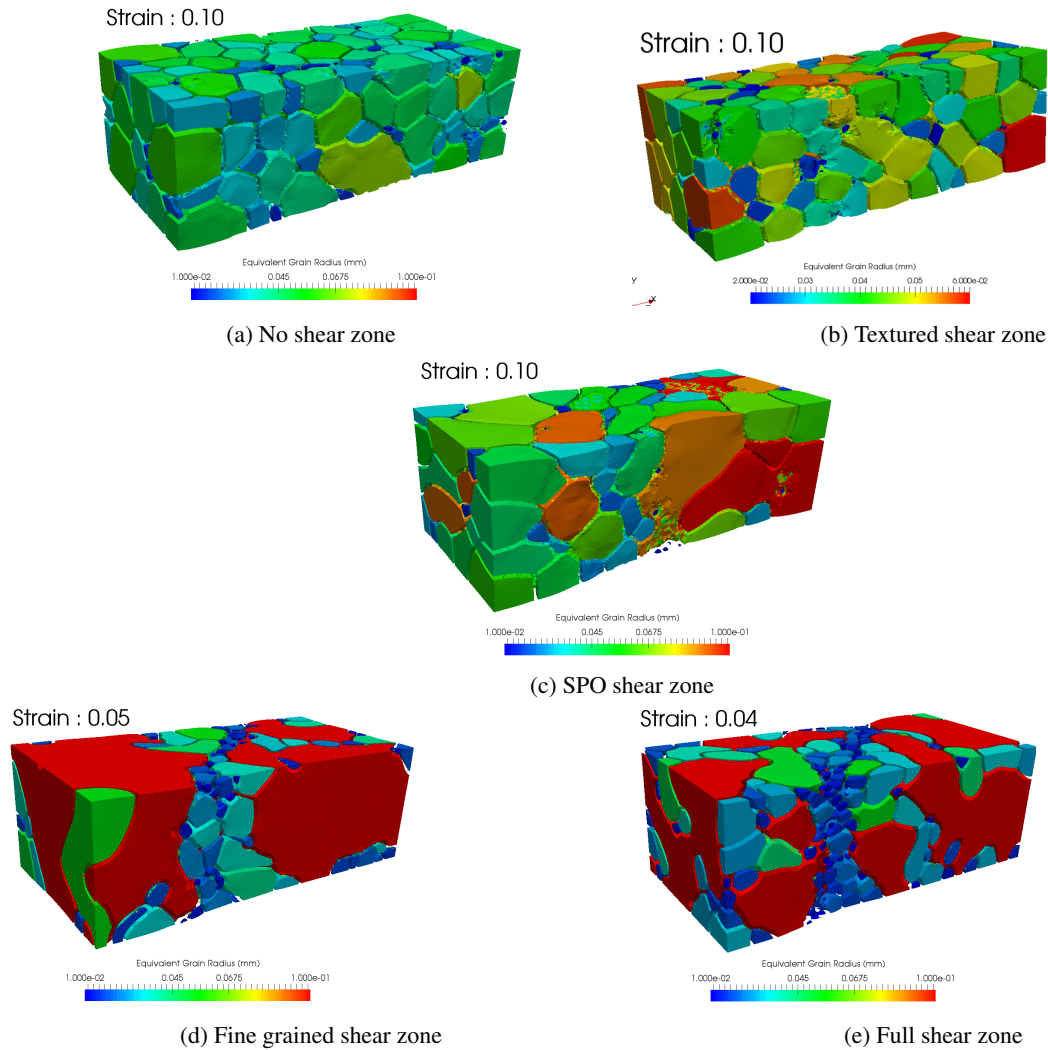 Strain : 0.10
Equivalent Grain Radius (mm)
1.000e-02 0.045 0.0675 1.000e-01
(a) No shear zone
Strain : 0.10
Y
X
Equivalent Grain Radius (mm)
2.000e-02 0.03 0.04 0.05 6.000e-02
(b) Textured shear zone
Strain : 0.10
Equivalent Grain Radius (mm)
1.000e-02 0.045 0.0675 1.000e-01
(c) SPO shear zone
Strain : 0.05
Equivalent Grain Radius (mm)
1.000e-02 0.045 0.0675 1.000e-01
(d) Fine grained shear zone
Strain : 0.04
Equivalent Grain Radius (mm)
1.000e-02 0.045 0.0675 1.000e-01
(e) Full shear zone